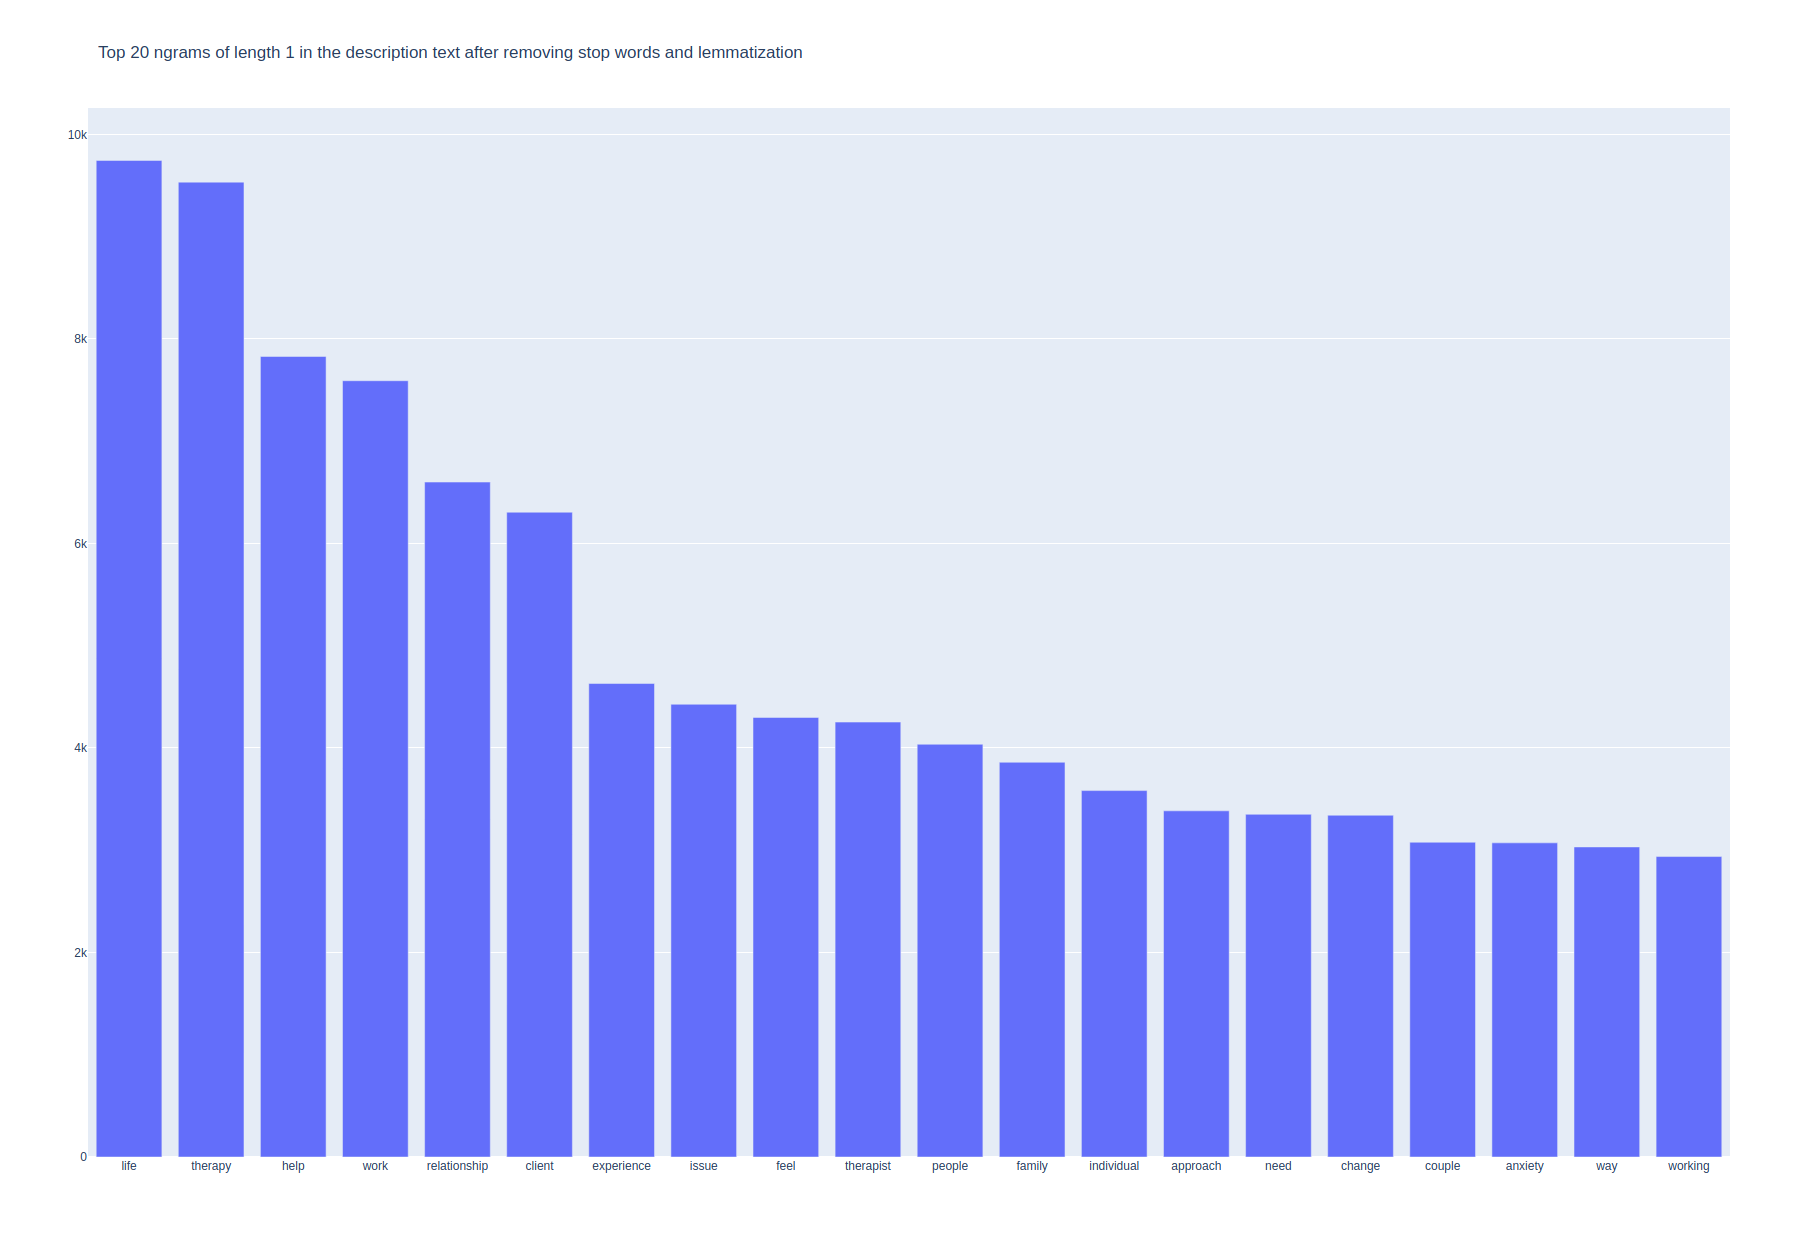 Top 20 ngrams of length 1 in the description text after removing stop words and lemmatization
10k
8k
6k
4k
2k
0
life therapy help work relationship client experience issue feel therapist people family individual approach need change couple anxiety way working